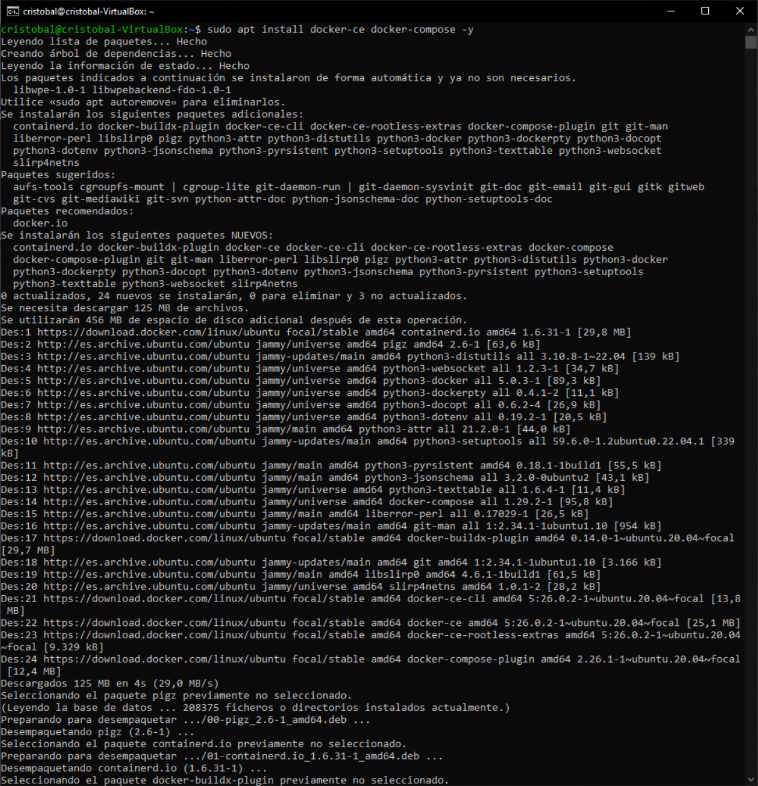 cristobal@cristobal-VirtualBox: ~
cristobal@cristobal-VirtualBox:~$ sudo apt install docker-ce docker-compose -y
Leyendo lista de paquetes... Hecho
Creando árbol de dependencias... Hecho
Leyendo la información de estado... Hecho
Los paquetes indicados a continuación se instalaron de forma automática y ya no son necesarios.
libwpe-1.0-1 libwpebackend-fdo-1.0-1
Utilice «sudo apt autoremove» para eliminarlos.
Se instalarán los siguientes paquetes adicionales:
containerd.io docker-buildx-plugin docker-ce-cli docker-ce-rootless-extras docker-compose-plugin git git-man
liberror-perl libslirp0 pigz python3-attr python3-distutils python3-docker python3-dockerpty python3-docopt
python3-dotenv python3-jsonschema python3-pyrsistent python3-setuptools python3-texttable python3-websocket
slirp4netns
Paquetes sugeridos:
aufs-tools cgroupfs-mount | cgroup-lite git-daemon-run | git-daemon-sysvinit git-doc git-email git-gui gitk gitweb
git-cvs git-mediawiki git-svn python-attr-doc python-jsonschema-doc python-setuptools-doc
Paquetes recomendados:
docker.io
Se instalarán los siguientes paquetes NUEVOS:
containerd.io docker-buildx-plugin docker-ce docker-ce-cli docker-ce-rootless-extras docker-compose
docker-compose-plugin git git-man liberror-perl libslirp0 pigz python3-attr python3-distutils python3-docker
python3-dockerpty python3-docopt python3-dotenv python3-jsonschema python3-pyrsistent python3-setuptools
python3-texttable python3-websocket slirp4netns
0 actualizados, 24 nuevos se instalarán, 0 para eliminar y 3 no actualizados.
Se necesita descargar 125 MB de archivos.
Se utilizarán 456 MB de espacio de disco adicional después de esta operación.
Des:1 https://download.docker.com/linux/ubuntu focal/stable amd64 containerd.io amd64 1.6.31-1 [29,8 MB]
Des:2 http://es.archive.ubuntu.com/ubuntu jammy/universe amd64 pigz amd64 2.6-1 [63,6 kB]
Des:3 http://es.archive.ubuntu.com/ubuntu jammy-updates/main amd64 python3-distutils all 3.10.8-1~22.04 [139 kB]
Des:4 http://es.archive.ubuntu.com/ubuntu jammy/universe amd64 python3-websocket all 1.2.3-1 [34,7 kB]
Des:5 http://es.archive.ubuntu.com/ubuntu jammy/universe amd64 python3-docker all 5.0.3-1 [89,3 kB]
Des:6 http://es.archive.ubuntu.com/ubuntu jammy/universe amd64 python3-dockerpty all 0.4.1-2 [11,1 kB]
Des:7 http://es.archive.ubuntu.com/ubuntu jammy/universe amd64 python3-docopt all 0.6.2-4 [26,9 kB]
Des:8 http://es.archive.ubuntu.com/ubuntu jammy/universe amd64 python3-dotenv all 0.19.2-1 [20,5 kB]
Des:9 http://es.archive.ubuntu.com/ubuntu jammy/main amd64 python3-attr all 21.2.0-1 [44,0 kB]
Des:10 http://es.archive.ubuntu.com/ubuntu jammy-updates/main amd64 python3-setuptools all 59.6.0-1.2ubuntu0.22.04.1 [339
kB]
Des:11 http://es.archive.ubuntu.com/ubuntu jammy/main amd64 python3-pyrsistent amd64 0.18.1-1build1 [55,5 kB]
Des:12 http://es.archive.ubuntu.com/ubuntu jammy/main amd64 python3-jsonschema all 3.2.0-0ubuntu2 [43,1 kB]
Des:13 http://es.archive.ubuntu.com/ubuntu jammy/universe amd64 python3-texttable all 1.6.4-1 [11,4 kB]
Des:14 http://es.archive.ubuntu.com/ubuntu jammy/universe amd64 docker-compose all 1.29.2-1 [95,8 kB]
Des:15 http://es.archive.ubuntu.com/ubuntu jammy/main amd64 liberror-perl all 0.17029-1 [26,5 kB]
Des:16 http://es.archive.ubuntu.com/ubuntu jammy-updates/main amd64 git-man all 1:2.34.1-1ubuntu1.10 [954 kB]
Des:17 https://download.docker.com/linux/ubuntu focal/stable amd64 docker-buildx-plugin amd64 0.14.0-1~ubuntu.20.04~focal
[29,7 MB]
Des:18 http://es.archive.ubuntu.com/ubuntu jammy-updates/main amd64 git amd64 1:2.34.1-1ubuntu1.10 [3.166 kB]
Des:19 http://es.archive.ubuntu.com/ubuntu jammy/main amd64 libslirp0 amd64 4.6.1-1build1 [61,5 kB]
Des:20 http://es.archive.ubuntu.com/ubuntu jammy/universe amd64 slirp4netns amd64 1.0.1-2 [28,2 kB]
Des:21 https://download.docker.com/linux/ubuntu focal/stable amd64 docker-ce-cli amd64 5:26.0.2-1~ubuntu.20.04~focal [13,8
MB]
Des:22 https://download.docker.com/linux/ubuntu focal/stable amd64 docker-ce amd64 5:26.0.2-1~ubuntu.20.04~focal [25,1 MB]
Des:23 https://download.docker.com/linux/ubuntu focal/stable amd64 docker-ce-rootless-extras amd64 5:26.0.2-1~ubuntu.20.04
~focal [9.329 kB]
Des:24 https://download.docker.com/linux/ubuntu focal/stable amd64 docker-compose-plugin amd64 2.26.1-1~ubuntu.20.04~focal
[12,4 MB]
Descargados 125 MB en 4s (29,0 MB/s)
Seleccionando el paquete pigz previamente no seleccionado.
(Leyendo la base de datos ... 208375 ficheros o directorios instalados actualmente.)
Preparando para desempaquetar .../00-pigz_2.6-1_amd64.deb ...
Desempaquetando pigz (2.6-1) ...
Seleccionando el paquete containerd.io previamente no seleccionado.
Preparando para desempaquetar .../01-containerd.io_1.6.31-1_amd64.deb ...
Desempaquetando containerd.io (1.6.31-1) ...
Seleccionando el paquete docker-buildx-plugin previamente no seleccionado.